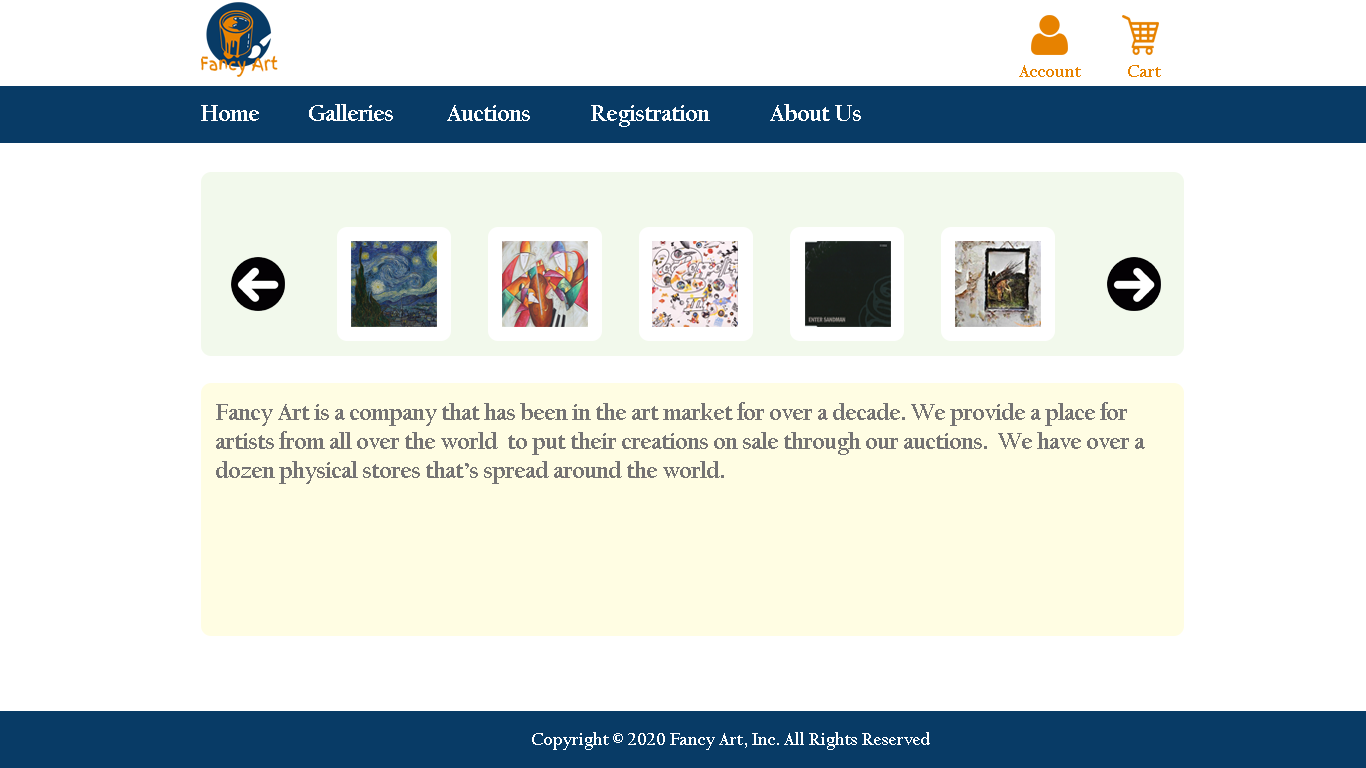 Fancy Art
Account
Cart
Home Galleries Auctions Registration About Us
ENTER SANDMAN
Fancy Art is a company that has been in the art market for over a decade. We provide a place for
artists from all over the world  to put their creations on sale through our auctions.  We have over a
dozen physical stores that’s spread around the world.
Copyright © 2020 Fancy Art, Inc. All Rights Reserved